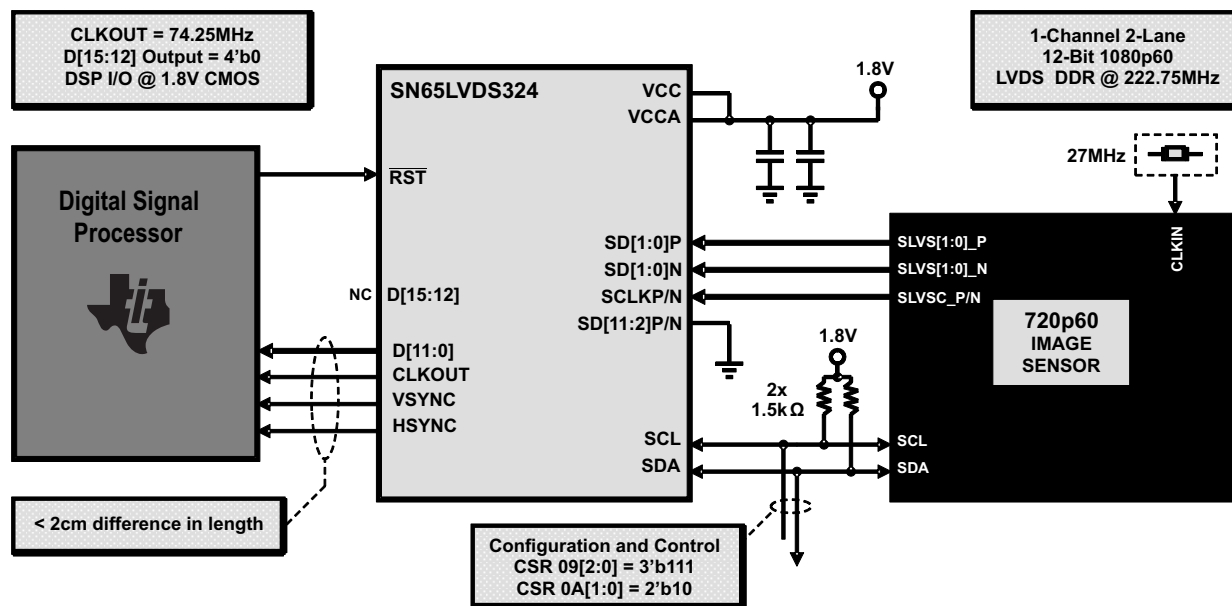 CLKOUT = 74.25MHz
D[15:12] Output = 4'b0
DSP I/O @ 1.8V CMOS
1-Channel 2-Lane
12-Bit 1080p60
LVDS DDR @ 222.75MHz
SN65LVDS324
VCC
VCCA
1.8V
27MHz
Digital Signal
Processor
RST
CLKIN
SD[1:0]P
SLVS[1:0]_P
SD[1:0]N
SLVS[1:0]_N
NC D[15:12]
SCLKP/N
SLVSC_P/N
SD[11:2]P/N
720p60
IMAGE
SENSOR
1.8V
D[11:0]
CLKOUT
VSYNC
HSYNC
2x
1.5kΩ
SCL
SCL
SDA
SDA
< 2cm difference in length
Configuration and Control
CSR 09[2:0] = 3'b111
CSR 0A[1:0] = 2'b10